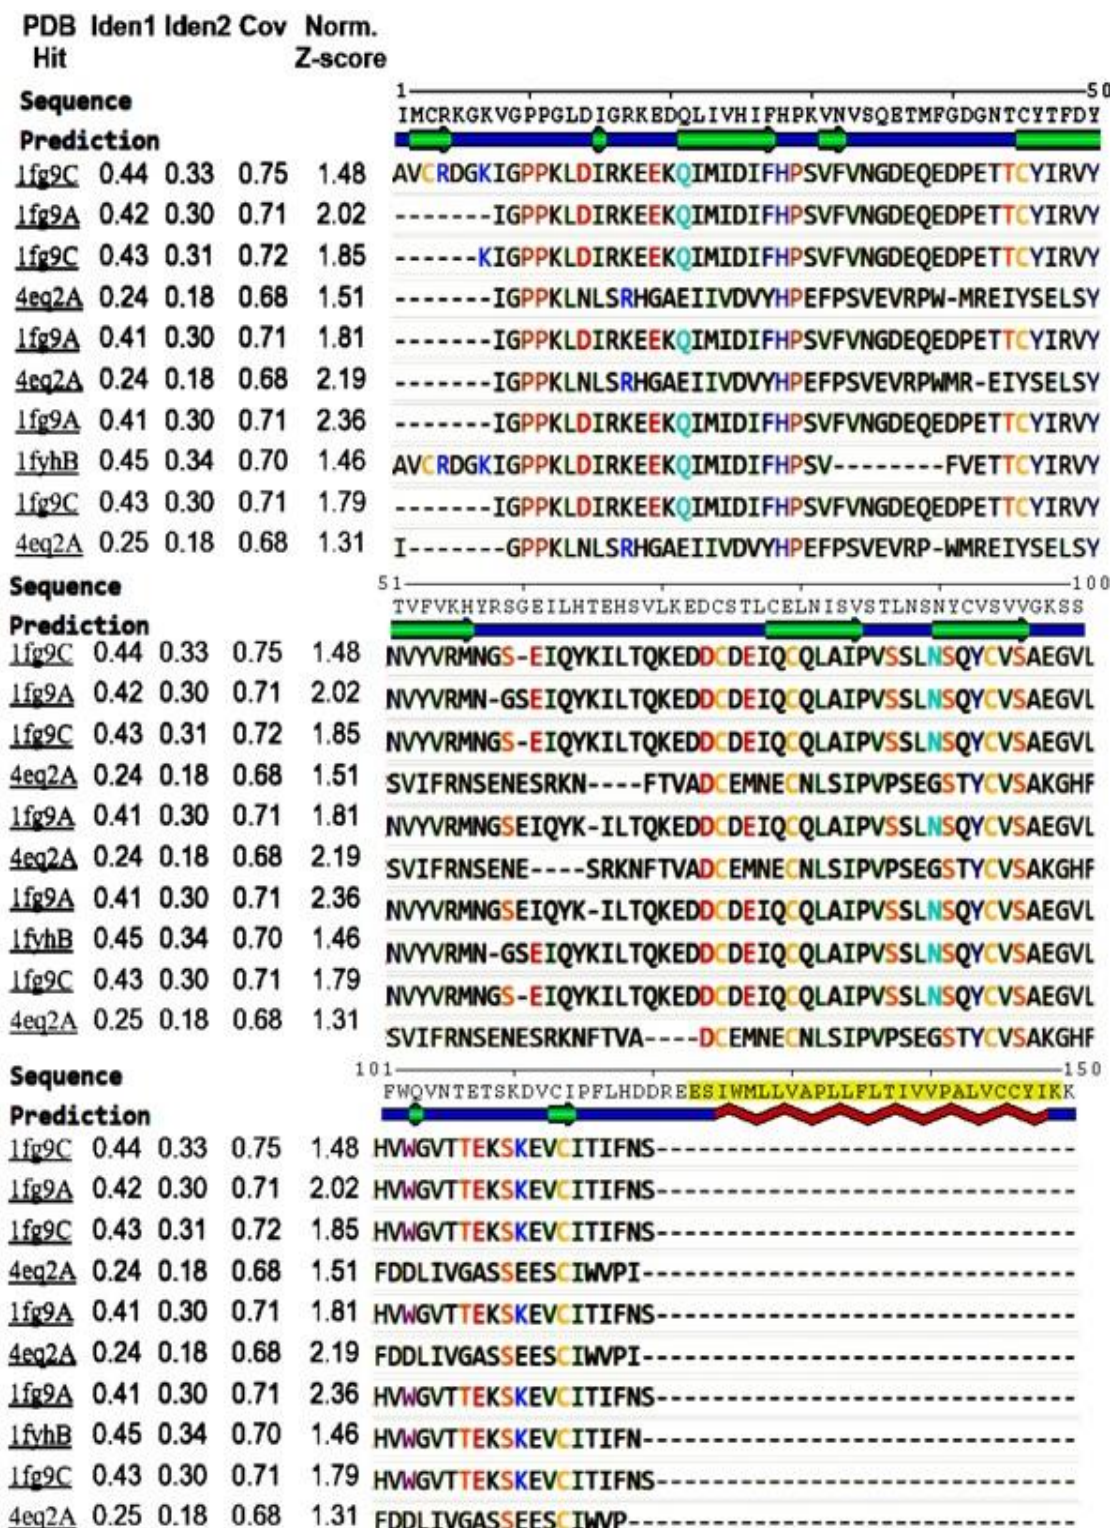 PDB Iden1 Iden2 Cov Norm.
Hit Z-score
1 50
Sequence IMCRKGKVGPPGLDIGRKEEDQLIVHIFHPKVNVSQETMFGDGNTCYTFDY
Prediction
1fg9C 0.44 0.33 0.75 1.48 AVCRDGKIGPPKLDIRKEEKQIMIDIFHPSVFVNGDEQEDPETTCYIRVY
1fg9A 0.42 0.30 0.71 2.02 -------IGPPKLDIRKEEKQIMIDIFHPSVFVNGDEQEDPETTCYIRVY
1fg9C 0.43 0.31 0.72 1.85 ------KIGPPKLDIRKEEKQIMIDIFHPSVFVNGDEQEDPETTCYIRVY
4eq2A 0.24 0.18 0.68 1.51 -------IGPPKLNLSRHGAEIIVDVYHPEFPSVEVRPW-MREIYSELSY
1fg9A 0.41 0.30 0.71 1.81 -------IGPPKLDIRKEEKQIMIDIFHPSVFVNGDEQEDPETTCYIRVY
4eq2A 0.24 0.18 0.68 2.19 -------IGPPKLNLSRHGAEIIVDVYHPEFPSVEVRPWMR-EIYSELSY
1fg9A 0.41 0.30 0.71 2.36 -------IGPPKLDIRKEEKQIMIDIFHPSVFVNGDEQEDPETTCYIRVY
1fyhB 0.45 0.34 0.70 1.46 AVCRDGKIGPPKLDIRKEEKQIMIDIFHPSV--------FVETTCYIRVY
1fg9C 0.43 0.30 0.71 1.79 -------IGPPKLDIRKEEKQIMIDIFHPSVFVNGDEQEDPETTCYIRVY
4eq2A 0.25 0.18 0.68 1.31 I-------GPPKLNLSRHGAEIIVDVYHPEFPSVEVRP-WMREIYSELSY
51 100
Sequence TVFVKHYRSGEILHTEHSVLKEDCSTLCELNISVSTLNSNYCVSVVGKSS
Prediction
1fg9C 0.44 0.33 0.75 1.48 NVYVRMNGS-EIQYKILTQKEDDCDEIQCQLAIPVSSLNSQYCVSAEGVL
1fg9A 0.42 0.30 0.71 2.02 NVYVRMN-GSEIQYKILTQKEDDCDEIQCQLAIPVSSLNSQYCVSAEGVL
1fg9C 0.43 0.31 0.72 1.85 NVYVRMNGS-EIQYKILTQKEDDCDEIQCQLAIPVSSLNSQYCVSAEGVL
4eq2A 0.24 0.18 0.68 1.51 SVIFRNSENESRKN----FTVADCEMNECNLSIPVPSEGSTYCVSAKGHF
1fg9A 0.41 0.30 0.71 1.81 NVYVRMNGSEIQYK-ILTQKEDDCDEIQCQLAIPVSSLNSQYCVSAEGVL
4eq2A 0.24 0.18 0.68 2.19 SVIFRNSENE----SRKNFTVADCEMNECNLSIPVPSEGSTYCVSAKGHF
1fg9A 0.41 0.30 0.71 2.36 NVYVRMNGSEIQYK-ILTQKEDDCDEIQCQLAIPVSSLNSQYCVSAEGVL
1fyhB 0.45 0.34 0.70 1.46 NVYVRMN-GSEIQYKILTQKEDDCDEIQCQLAIPVSSLNSQYCVSAEGVL
1fg9C 0.43 0.30 0.71 1.79 NVYVRMNGS-EIQYKILTQKEDDCDEIQCQLAIPVSSLNSQYCVSAEGVL
4eq2A 0.25 0.18 0.68 1.31 SVIFRNSENESRKNFTVA----DCEMNECNLSIPVPSEGSTYCVSAKGHF
101 150
Sequence FWQVNTETSKDVCIPFLHDDREESIWMLLVAPLLFLTIVVPALVCCYIKK
Prediction
1fg9C 0.44 0.33 0.75 1.48 HVWGVTTEKSKEVCITIFNS------------------------------
1fg9A 0.42 0.30 0.71 2.02 HVWGVTTEKSKEVCITIFNS------------------------------
1fg9C 0.43 0.31 0.72 1.85 HVWGVTTEKSKEVCITIFNS------------------------------
4eq2A 0.24 0.18 0.68 1.51 FDDLIVGASSEESCIWVPI-------------------------------
1fg9A 0.41 0.30 0.71 1.81 HVWGVTTEKSKEVCITIFNS------------------------------
4eq2A 0.24 0.18 0.68 2.19 FDDLIVGASSEESCIWVPI-------------------------------
1fg9A 0.41 0.30 0.71 2.36 HVWGVTTEKSKEVCITIFNS------------------------------
1fyhB 0.45 0.34 0.70 1.46 HVWGVTTEKSKEVCITIFN-------------------------------
1fg9C 0.43 0.30 0.71 1.79 HVWGVTTEKSKEVCITIFNS------------------------------
4eq2A 0.25 0.18 0.68 1.31 FDDLIVGASSEESCIWVP--------------------------------